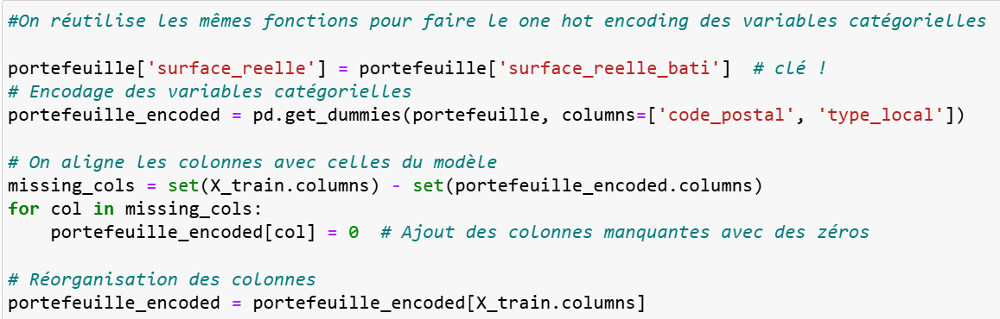 #On réutilise les mêmes fonctions pour faire le one hot encoding des variables catégorielles
portefeuille['surface_reelle'] = portefeuille['surface_reelle_bati']  # clé !
# Encodage des variables catégorielles
portefeuille_encoded = pd.get_dummies(portefeuille, columns=['code_postal', 'type_local'])
# On aligne les colonnes avec celles du modèle
missing_cols = set(X_train.columns) - set(portefeuille_encoded.columns)
for col in missing_cols:
    portefeuille_encoded[col] = 0  # Ajout des colonnes manquantes avec des zéros
# Réorganisation des colonnes
portefeuille_encoded = portefeuille_encoded[X_train.columns]